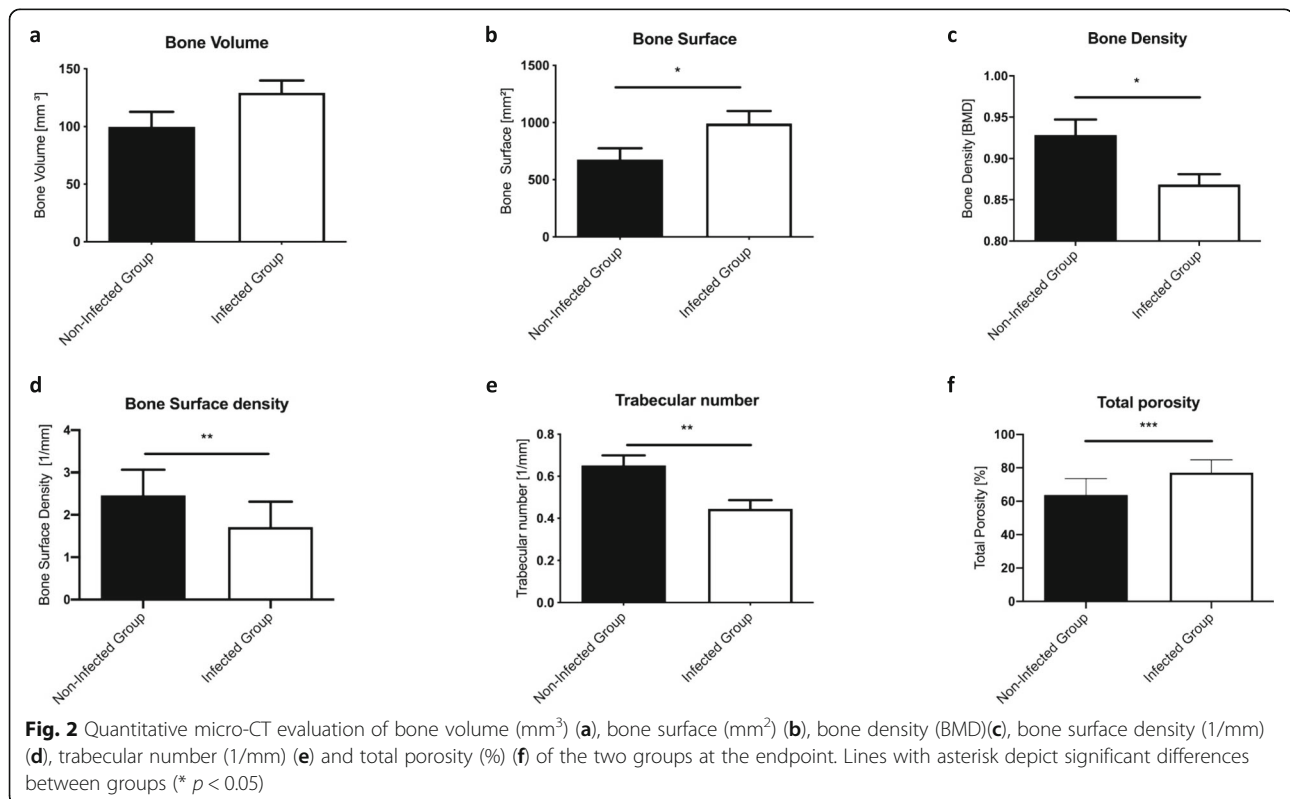 a
Bone Volume
Bone Volume [mm ³]
150
100
50
0
Non-Infected Group
Infected Group
b
Bone Surface
Bone Surface [mm²]
1500
1000
500
0
*
Non-Infected Group
Infected Group
c
Bone Density
Bone Density [BMD]
1.00
0.95
0.90
0.85
0.80
*
Non-Infected Group
Infected Group
d
Bone Surface density
Bone Surface Density [1/mm]
4
3
2
1
0
**
Non-Infected Group
Infected Group
e
Trabecular number
Trabecular number [1/mm]
0.8
0.6
0.4
0.2
0.0
**
Non-Infected Group
Infected Group
f
Total porosity
Total Porosity [%]
100
80
60
40
20
0
***
Non-Infected Group
Infected Group
Fig. 2 Quantitative micro-CT evaluation of bone volume (mm³) (a), bone surface (mm²) (b), bone density (BMD)(c), bone surface density (1/mm)
(d), trabecular number (1/mm) (e) and total porosity (%) (f) of the two groups at the endpoint. Lines with asterisk depict significant differences
between groups (* p < 0.05)